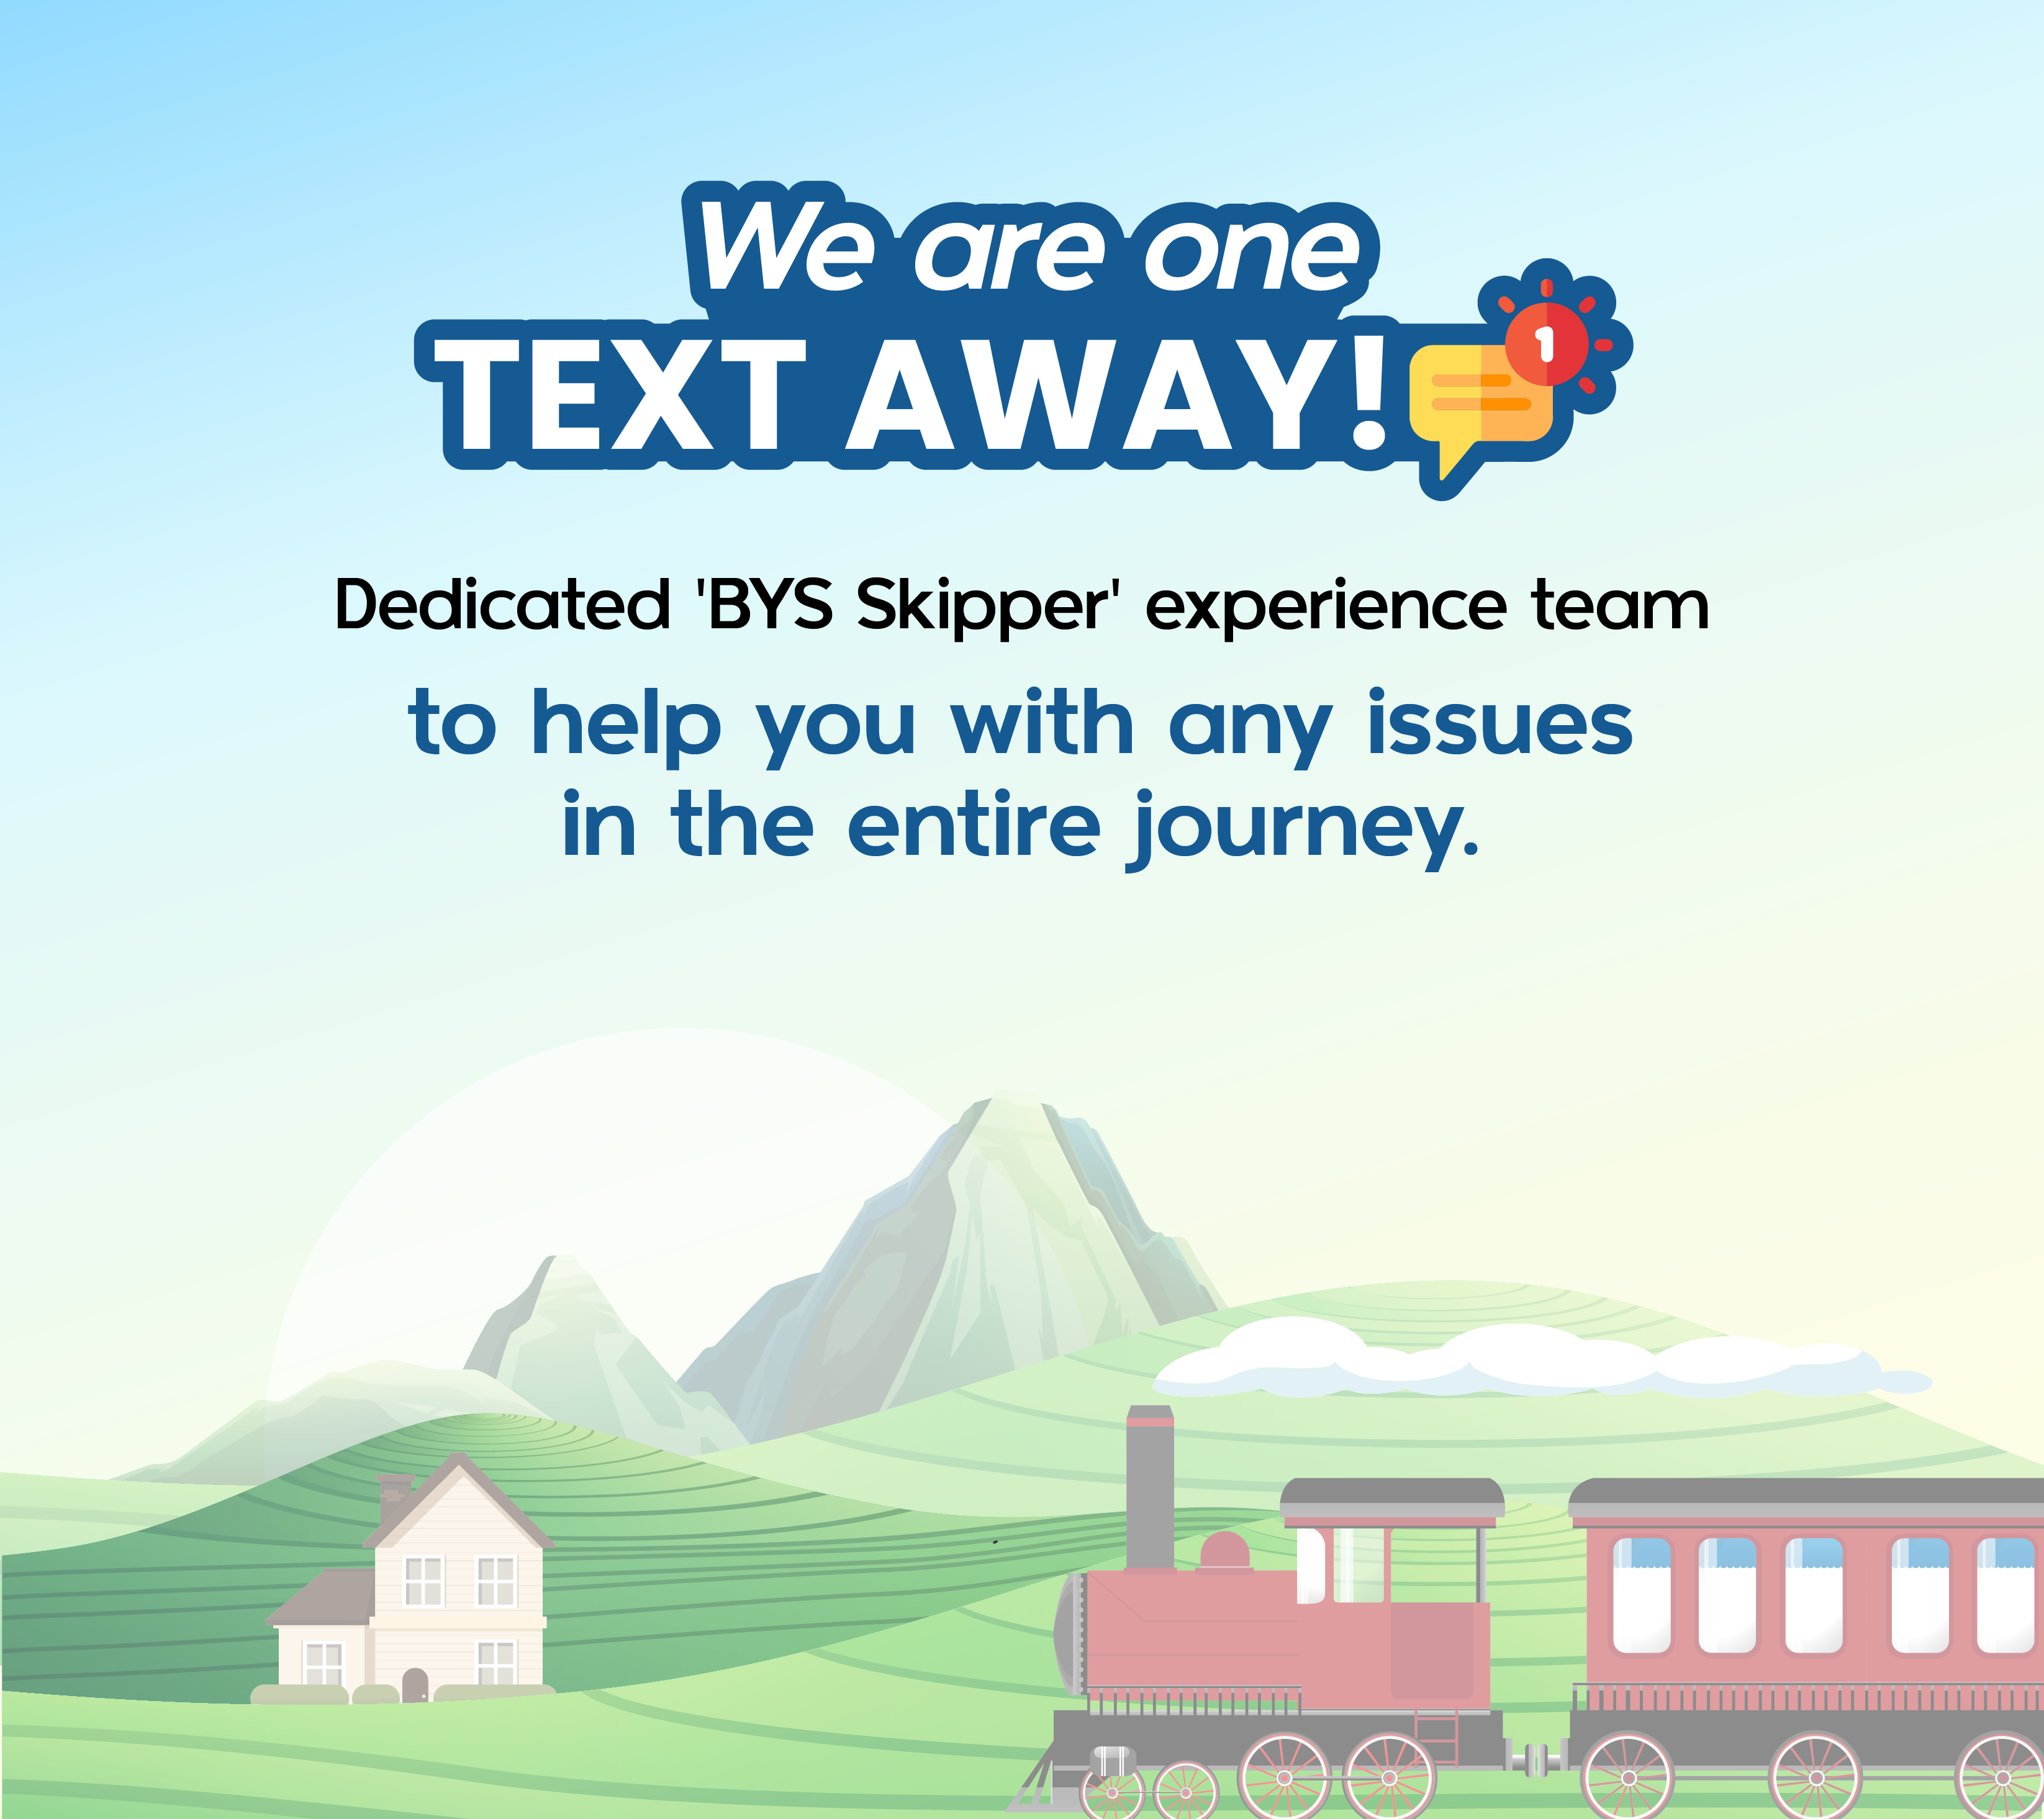 We are one
TEXT AWAY!
1
Dedicated 'BYS Skipper' experience team
to help you with any issues
in the entire journey.